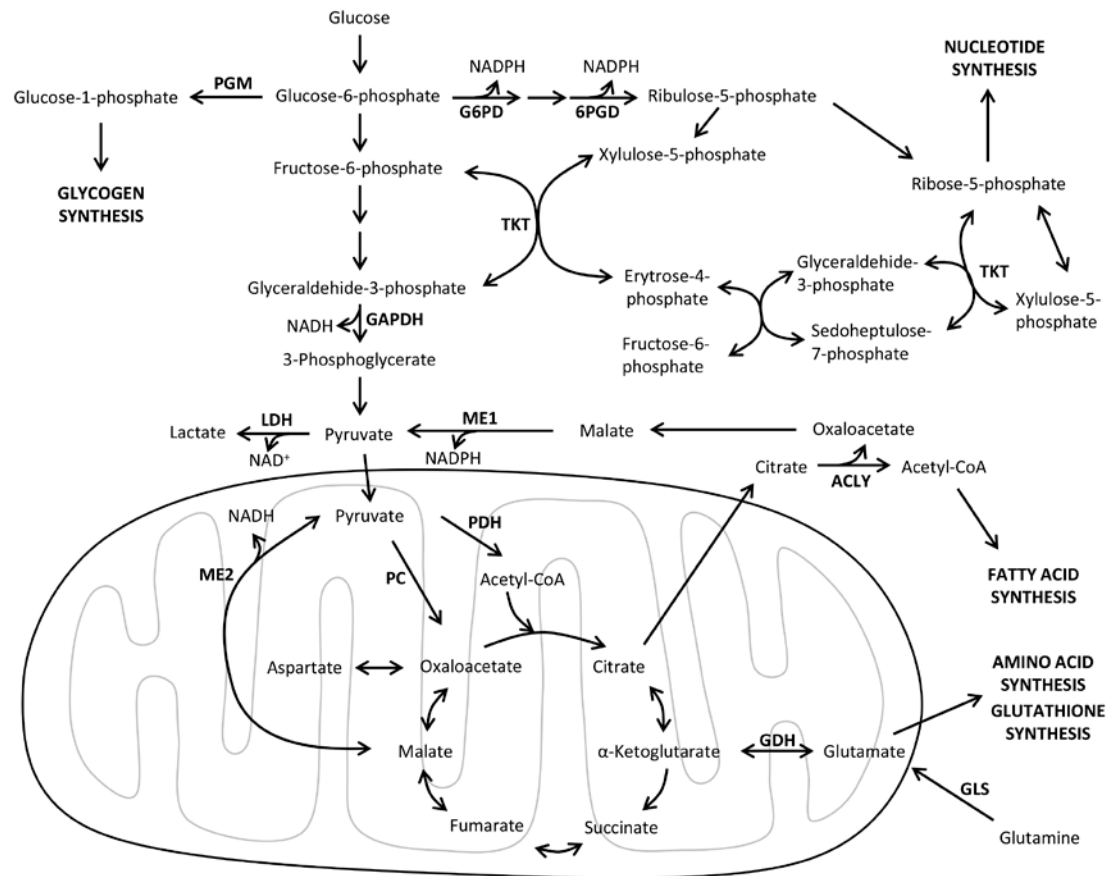 Glucose
NUCLEOTIDE
SYNTHESIS
NADPH
NADPH
PGM
Glucose-1-phosphate
Glucose-6-phosphate
G6PD
6PGD
Ribulose-5-phosphate
Xylulose-5-phosphate
Fructose-6-phosphate
Ribose-5-phosphate
GLYCOGEN
SYNTHESIS
TKT
Glyceraldehide-
3-phosphate
TKT
Erytrose-4-
phosphate
Glyceraldehide-3-phosphate
Xylulose-5-
phosphate
NADH
GAPDH
Sedoheptulose-
7-phosphate
Fructose-6-
phosphate
3-Phosphoglycerate
LDH
ME1
Lactate
Pyruvate
Malate
Oxaloacetate
NAD+
NADPH
Citrate
ACLY
Acetyl-CoA
NADH
Pyruvate
PDH
ME2
PC
Acetyl-CoA
FATTY ACID
SYNTHESIS
Aspartate
Oxaloacetate
Citrate
AMINO ACID
SYNTHESIS
GLUTATHIONE
SYNTHESIS
Malate
α-Ketoglutarate
GDH
Glutamate
GLS
Fumarate
Succinate
Glutamine